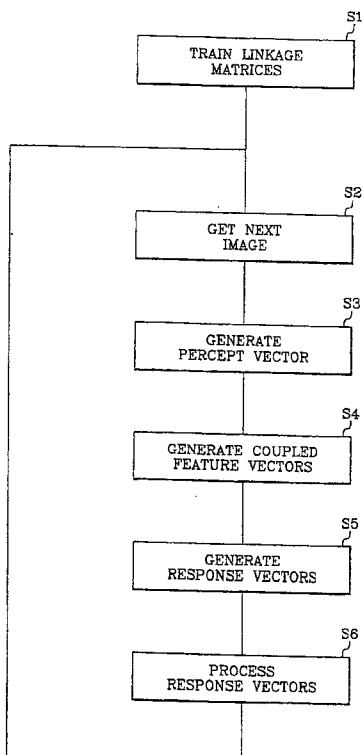 S1
TRAIN LINKAGE
MATRICES
S2
GET NEXT
IMAGE
S3
GENERATE
PERCEPT VECTOR
S4
GENERATE COUPLED
FEATURE VECTORS
S5
GENERATE
RESPONSE VECTORS
S6
PROCESS
RESPONSE VECTORS